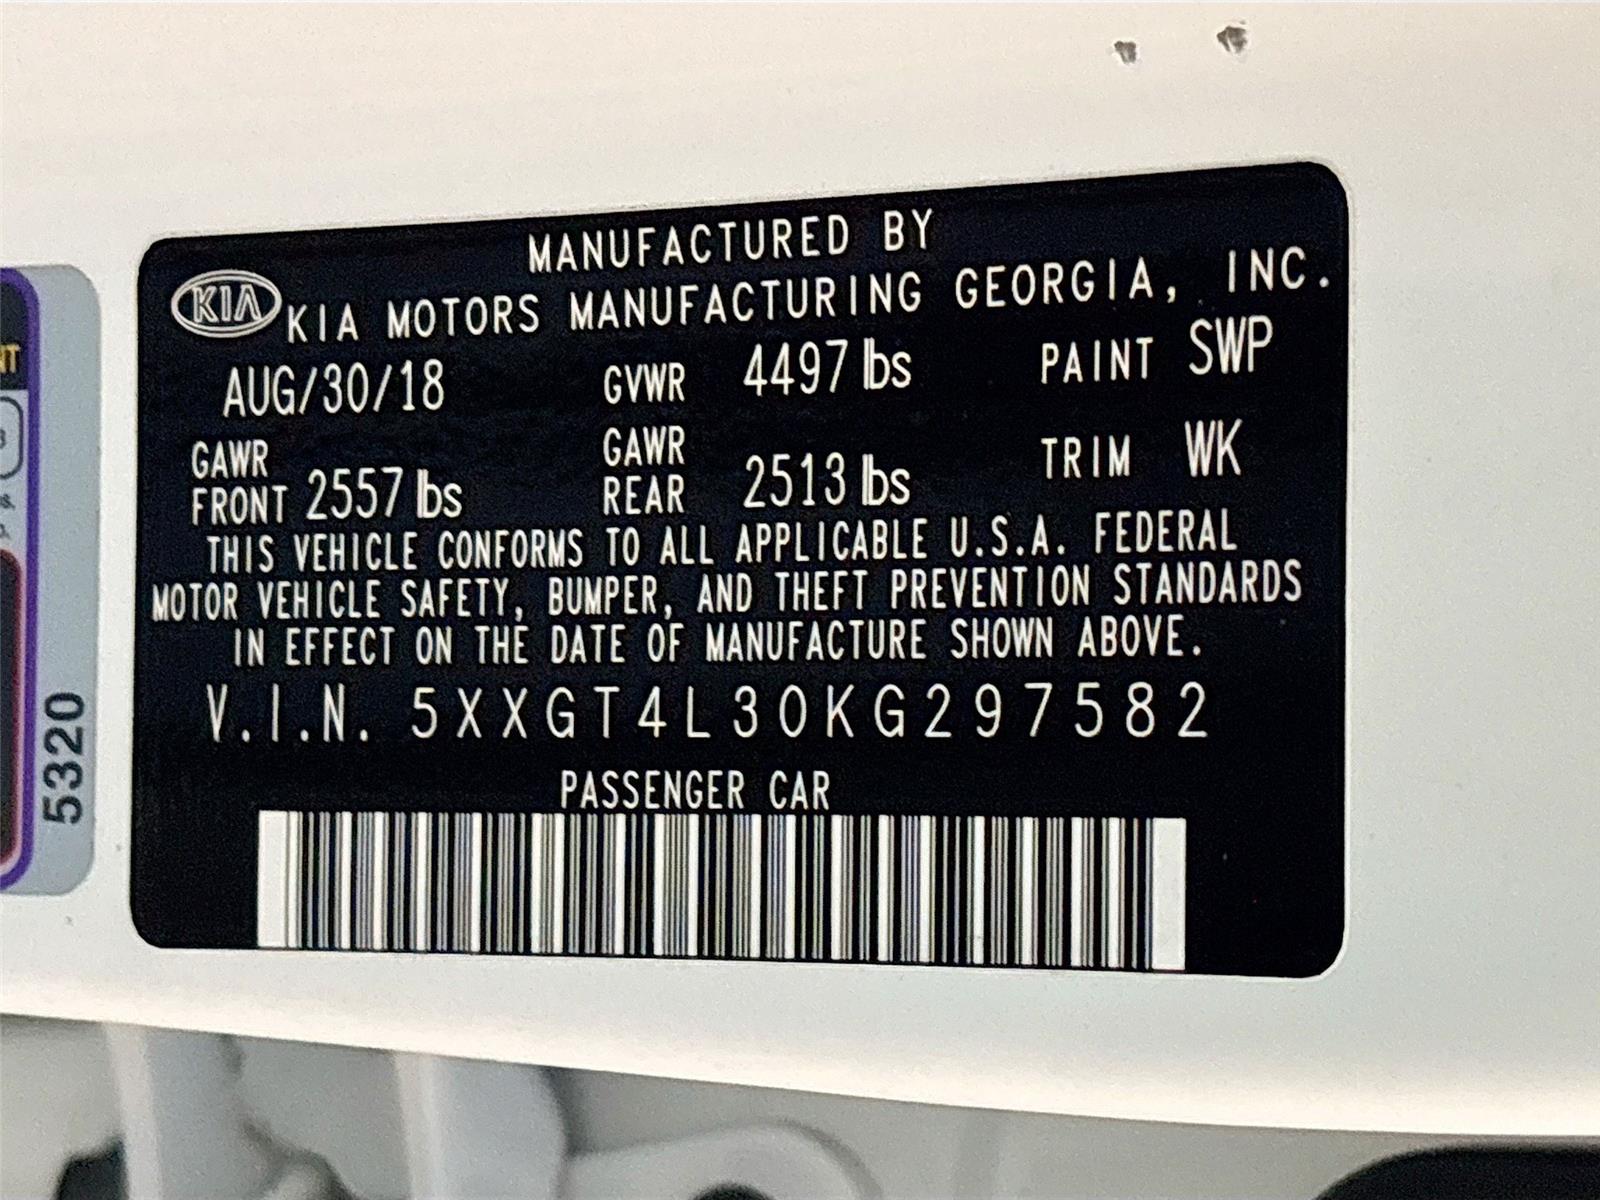 MANUFACTURED BY
KIA KIA MOTORS MANUFACTURING GEORGIA, INC.
AUG/30/18 GVWR 4497 lbs PAINT SWP
GAWR FRONT 2557 lbs GAWR REAR 2513 lbs TRIM WK
THIS VEHICLE CONFORMS TO ALL APPLICABLE U.S.A. FEDERAL
MOTOR VEHICLE SAFETY, BUMPER, AND THEFT PREVENTION STANDARDS
IN EFFECT ON THE DATE OF MANUFACTURE SHOWN ABOVE.
V.I.N. 5XXGT4L30KG297582
PASSENGER CAR
5320